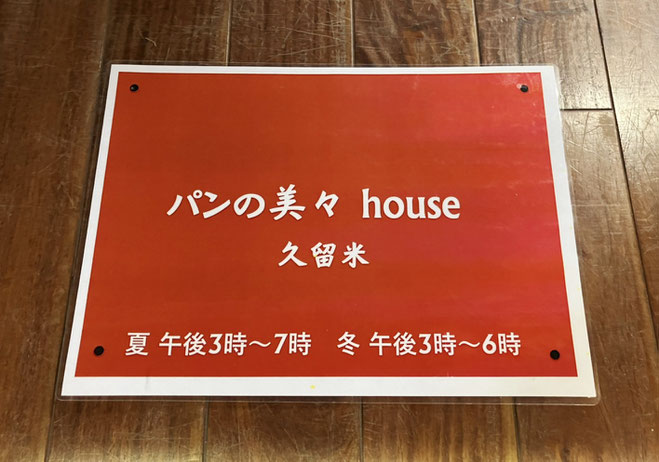 パンの美々 house
久留米
夏 午後3時～7時 冬 午後3時～6時